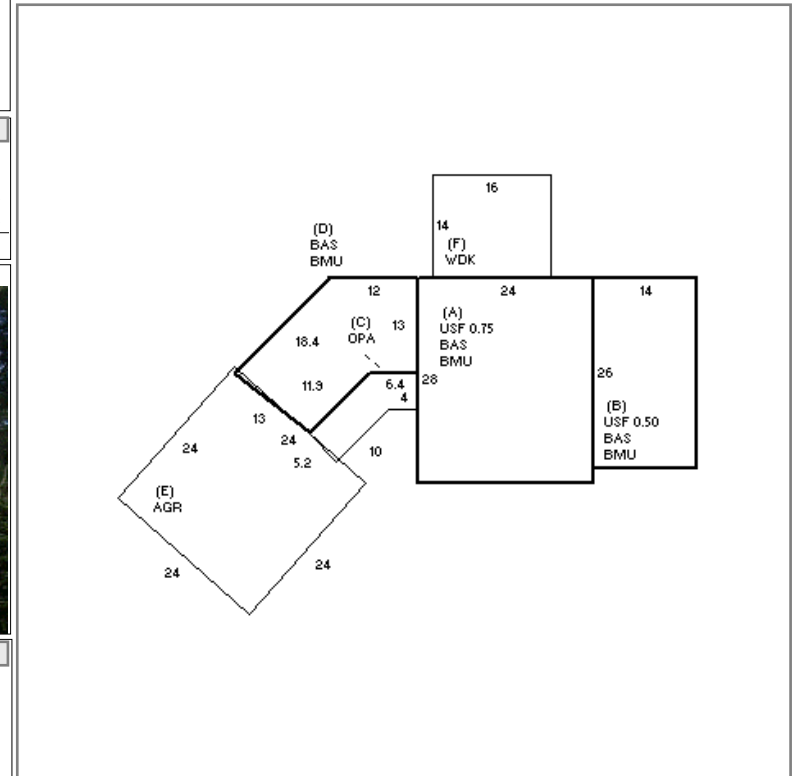 16
14
(F)
WDK
(D)
BAS
BMU
12
24
14
(C)
OPA
13
(A)
USF 0.75
BAS
BMU
18.4
11.9
6.4
4
28
26
(B)
USF 0.50
BAS
BMU
13
24
5.2
10
24
(E)
AGR
24
24